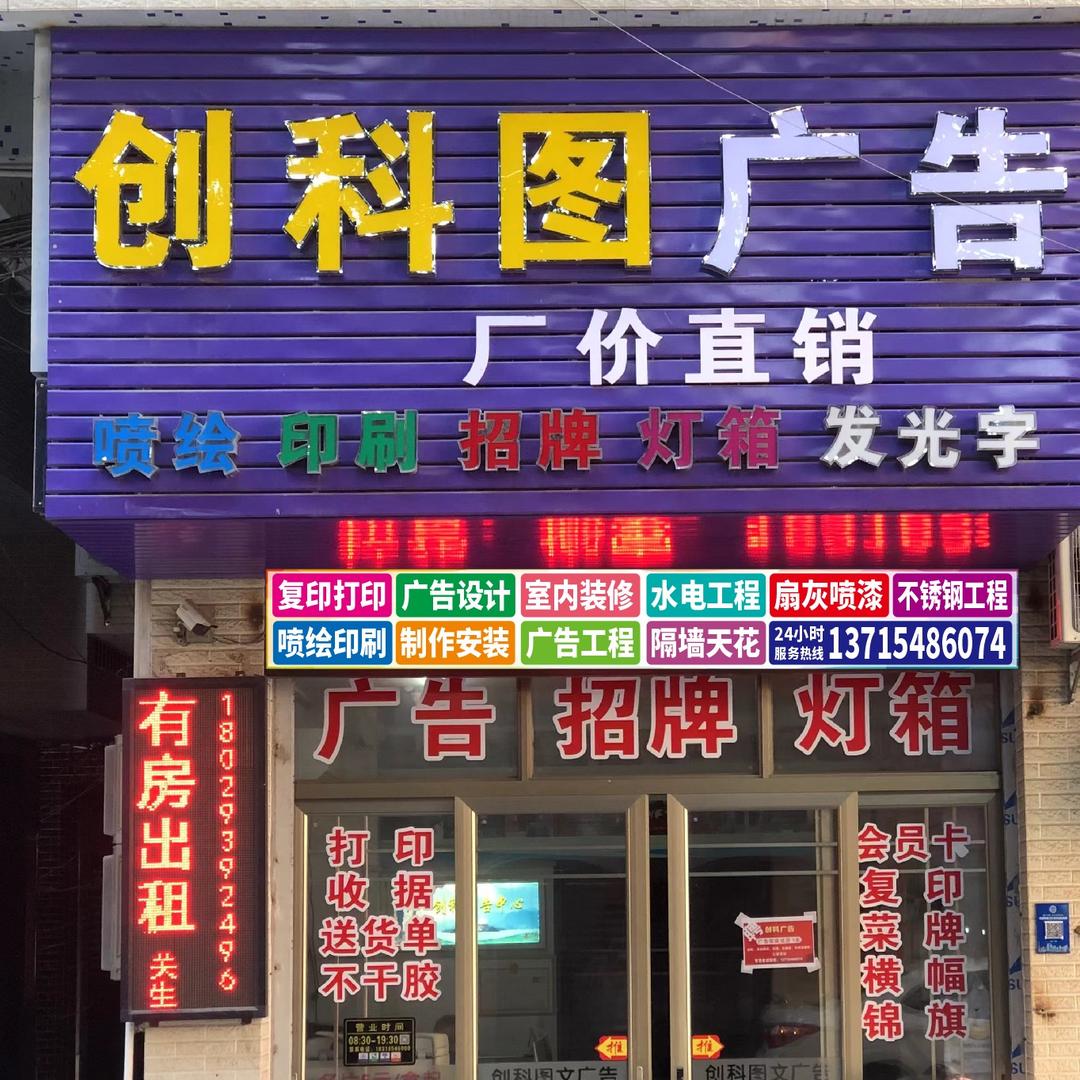 创科图广告
厂价直销
喷绘 印刷 招牌 灯箱 发光字
复印打印 广告设计 室内装修 水电工程 扇灰喷漆 不锈钢工程
喷绘印刷 制作安装 广告工程 隔墙天花 24小时服务热线 13715486074
广告 招牌 灯箱
有房出租
18029392496
关生
打印
收据
送货单
不干胶
会员卡
复印
菜牌
横幅
锦旗
创科广告
营业时间
08:30-19:30
推 推
创科图文广告 创科图文广告